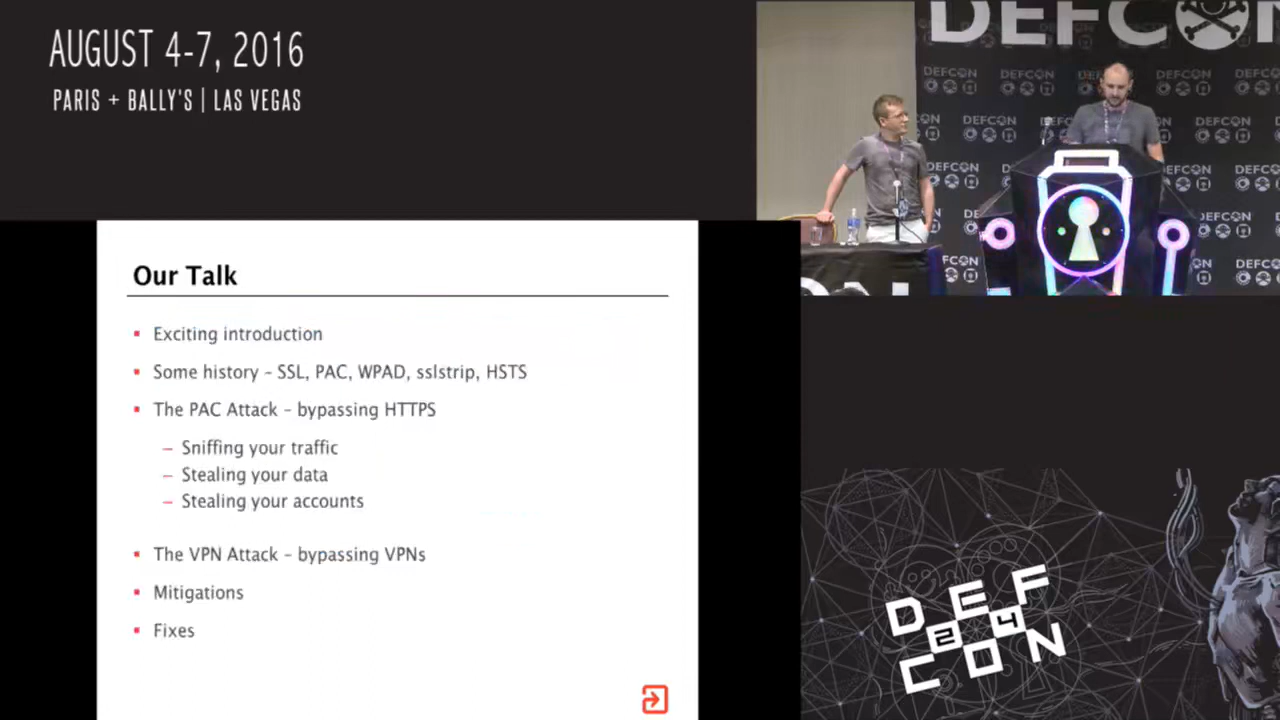 AUGUST 4-7, 2016
PARIS + BALLY'S | LAS VEGAS
DEFCON
Our Talk
Exciting introduction
Some history – SSL, PAC, WPAD, sslstrip, HSTS
The PAC Attack – bypassing HTTPS
– Sniffing your traffic
– Stealing your data
– Stealing your accounts
The VPN Attack – bypassing VPNs
Mitigations
Fixes
DEF
24
CON